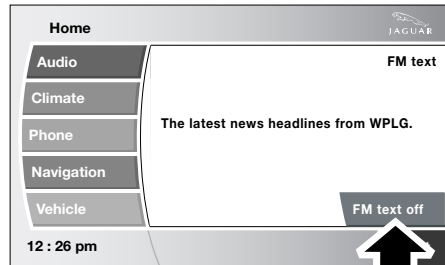 Home
JAGUAR
Audio
FM text
Climate
Phone
The latest news headlines from WPLG.
Navigation
Vehicle
FM text off
12 : 26 pm